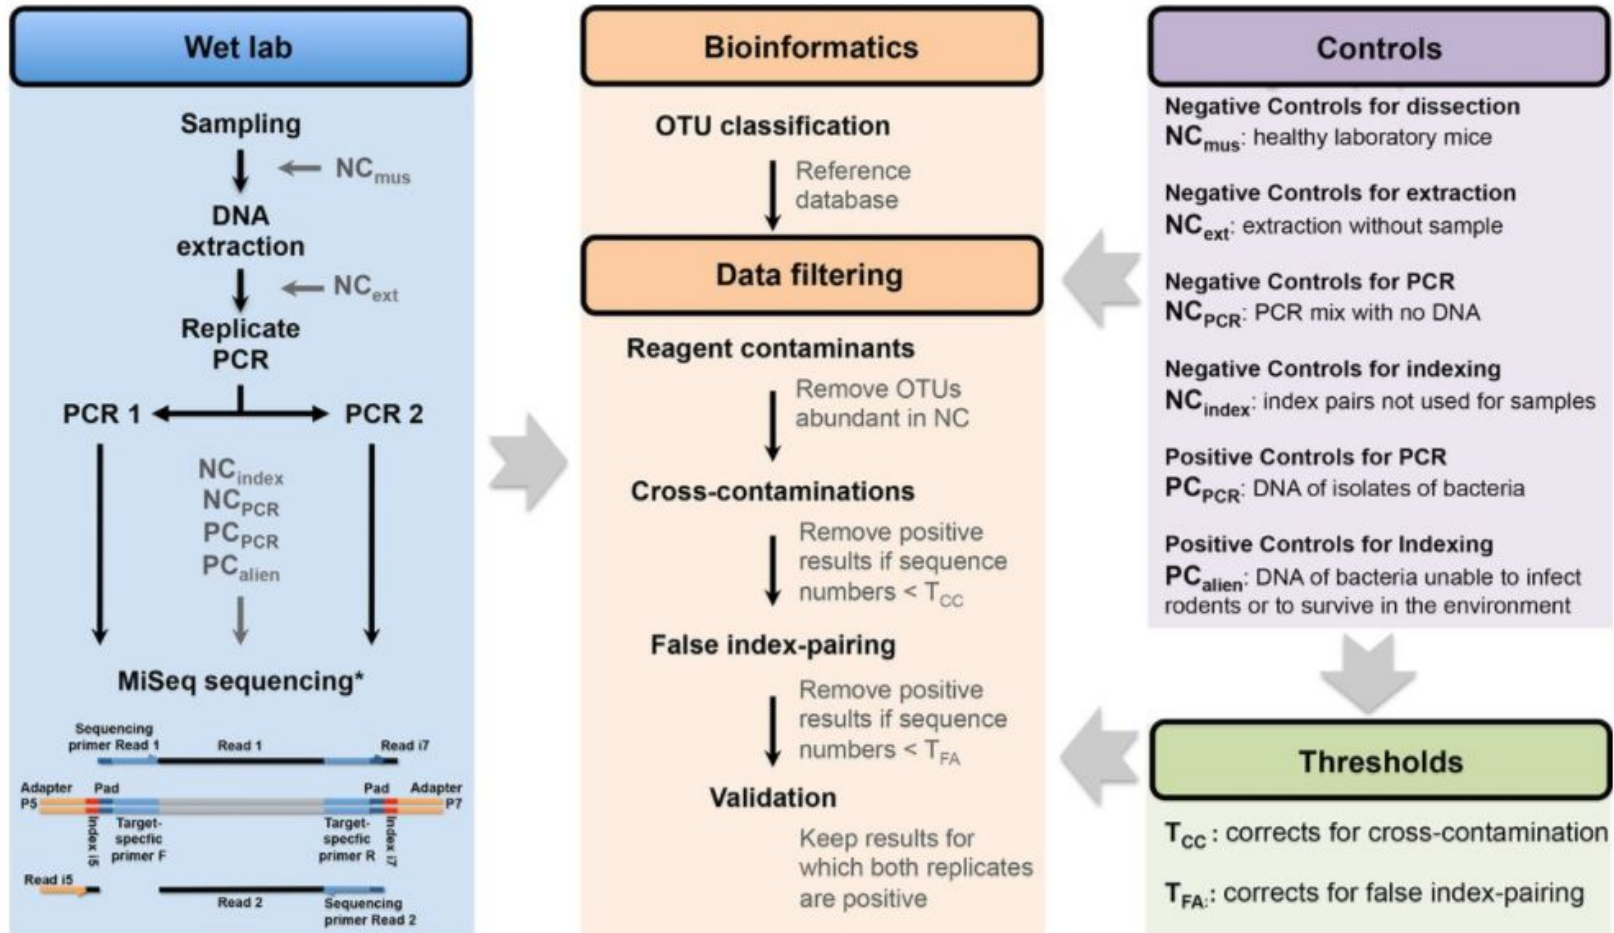 Wet lab
Sampling
NCmus
DNA
extraction
NCext
Replicate
PCR
PCR 1
PCR 2
NCindex
NCPCR
PCPCR
PCalien
MiSeq sequencing*
Sequencing
primer Read 1
Read 1
Read i7
Adapter
P5
Pad
Pad
Adapter
P7
Index i5
Target-
specfic
primer F
Target-
specfic
primer R
Index i7
Read i5
Read 2
Sequencing
primer Read 2
Bioinformatics
OTU classification
Reference
database
Data filtering
Reagent contaminants
Remove OTUs
abundant in NC
Cross-contaminations
Remove positive
results if sequence
numbers < TCC
False index-pairing
Remove positive
results if sequence
numbers < TFA
Validation
Keep results for
which both replicates
are positive
Controls
Negative Controls for dissection
NCmus: healthy laboratory mice
Negative Controls for extraction
NCext: extraction without sample
Negative Controls for PCR
NCPCR: PCR mix with no DNA
Negative Controls for indexing
NCindex: index pairs not used for samples
Positive Controls for PCR
PCPCR: DNA of isolates of bacteria
Positive Controls for Indexing
PCalien: DNA of bacteria unable to infect
rodents or to survive in the environment
Thresholds
TCC : corrects for cross-contamination
TFA:: corrects for false index-pairing